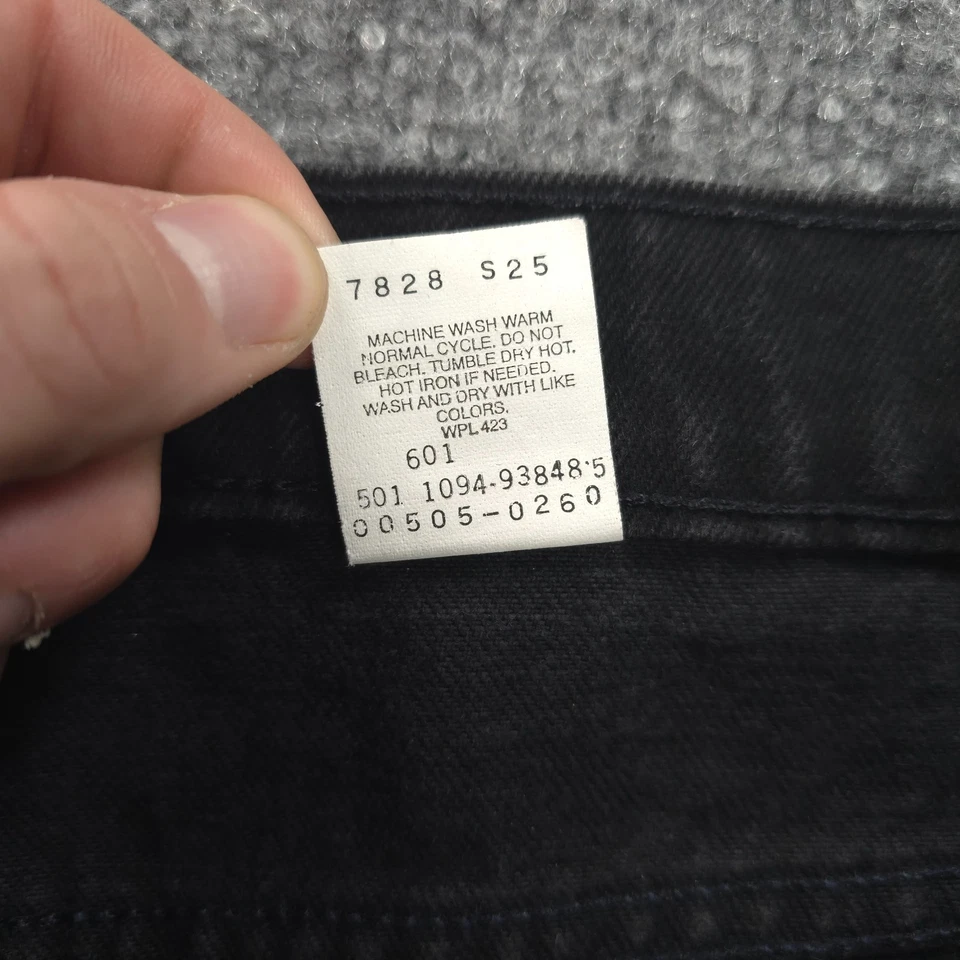 7828 S25
MACHINE WASH WARM
NORMAL CYCLE. DO NOT
BLEACH. TUMBLE DRY HOT.
HOT IRON IF NEEDED.
WASH AND DRY WITH LIKE
COLORS.
WPL 423
601
501 1094-93848'5
00505-0260